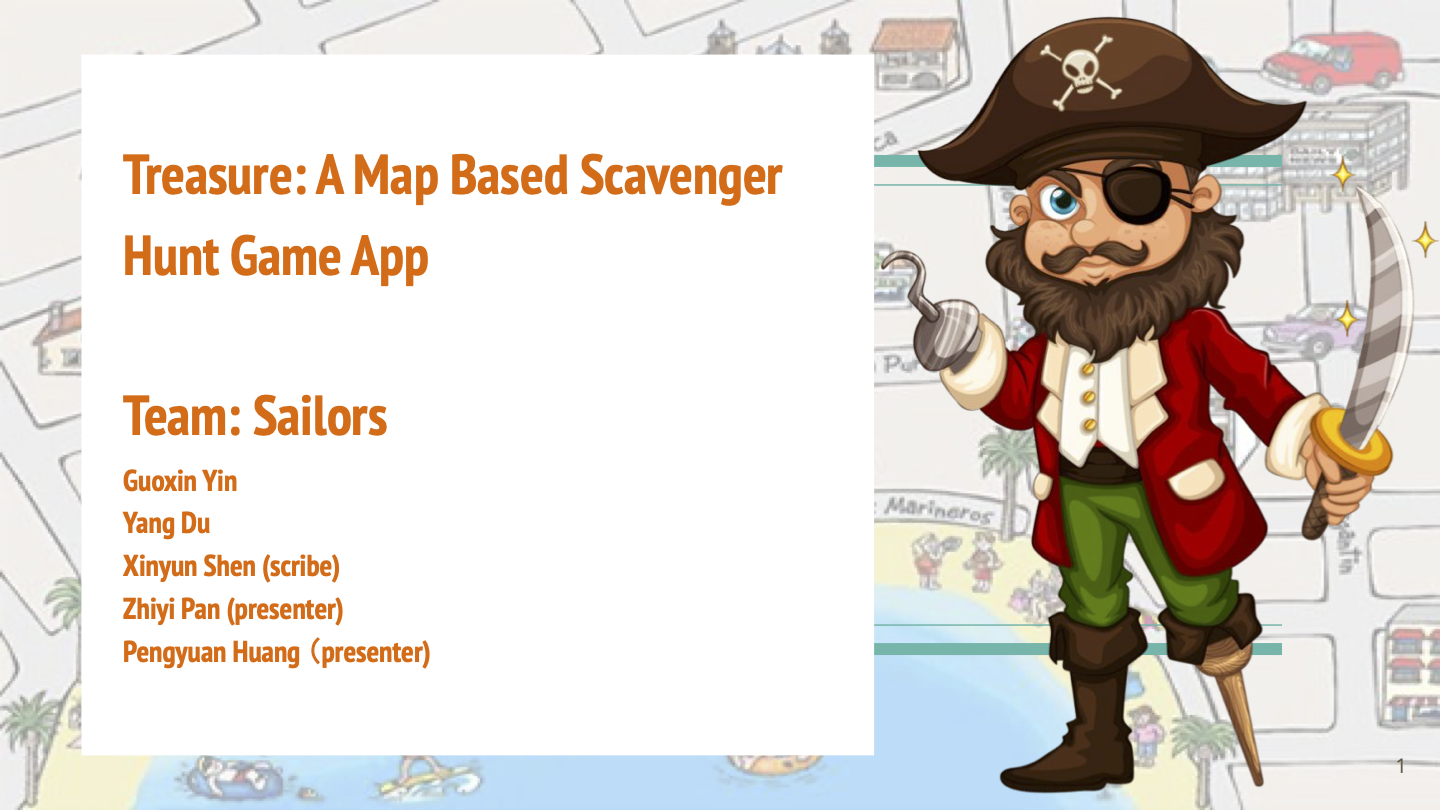 Treasure: A Map Based Scavenger
Hunt Game App
Team: Sailors
Guoxin Yin
Yang Du
Xinyun Shen (scribe)
Zhiyi Pan (presenter)
Pengyuan Huang（presenter)
Marineros
1